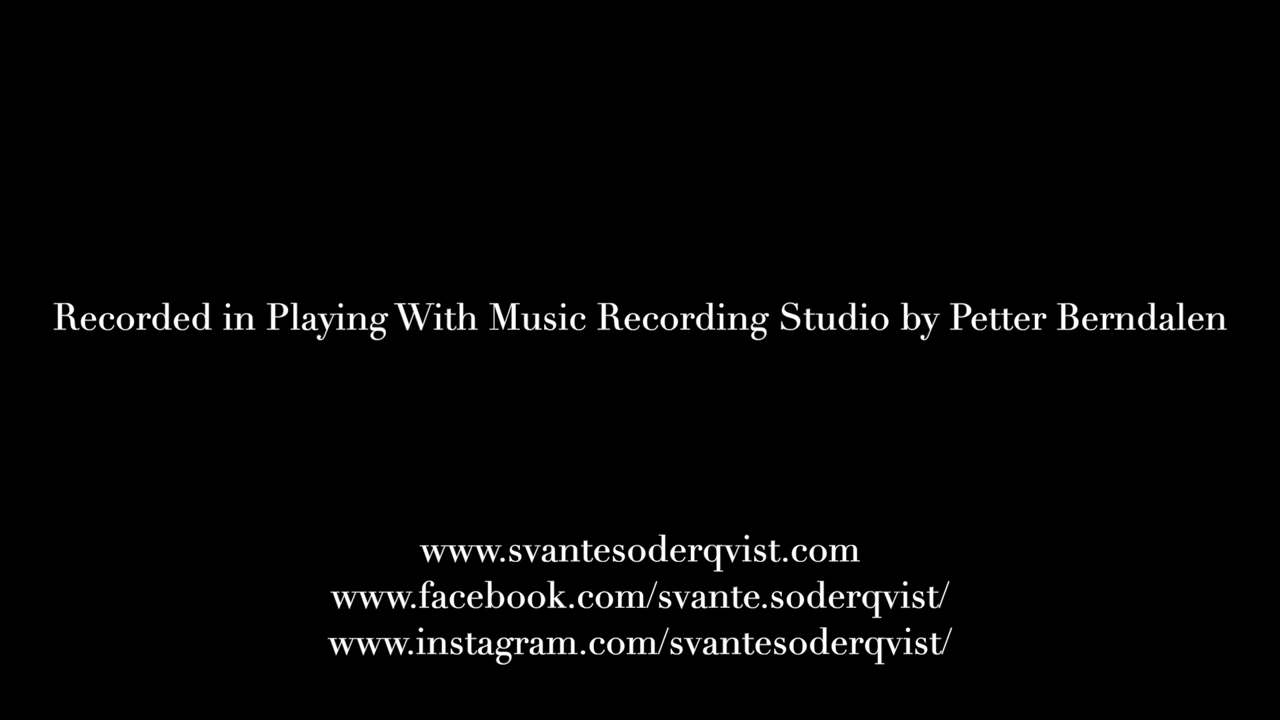 Recorded in Playing With Music Recording Studio by Petter Berndalen
www.svantesoderqvist.com
www.facebook.com/svante.soderqvist/
www.instagram.com/svantesoderqvist/